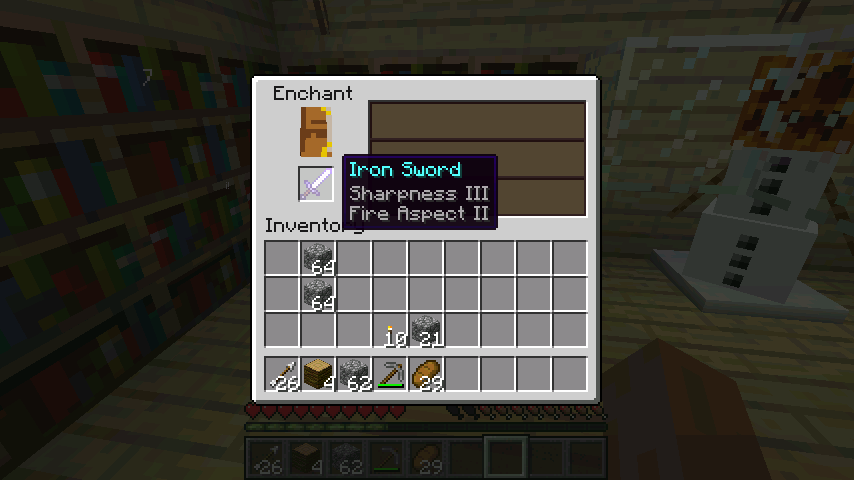 Enchant
Iron Sword
Sharpness III
Fire Aspect II
Inventory
64
64
10 21
26 4 62 29
26 4 62 29